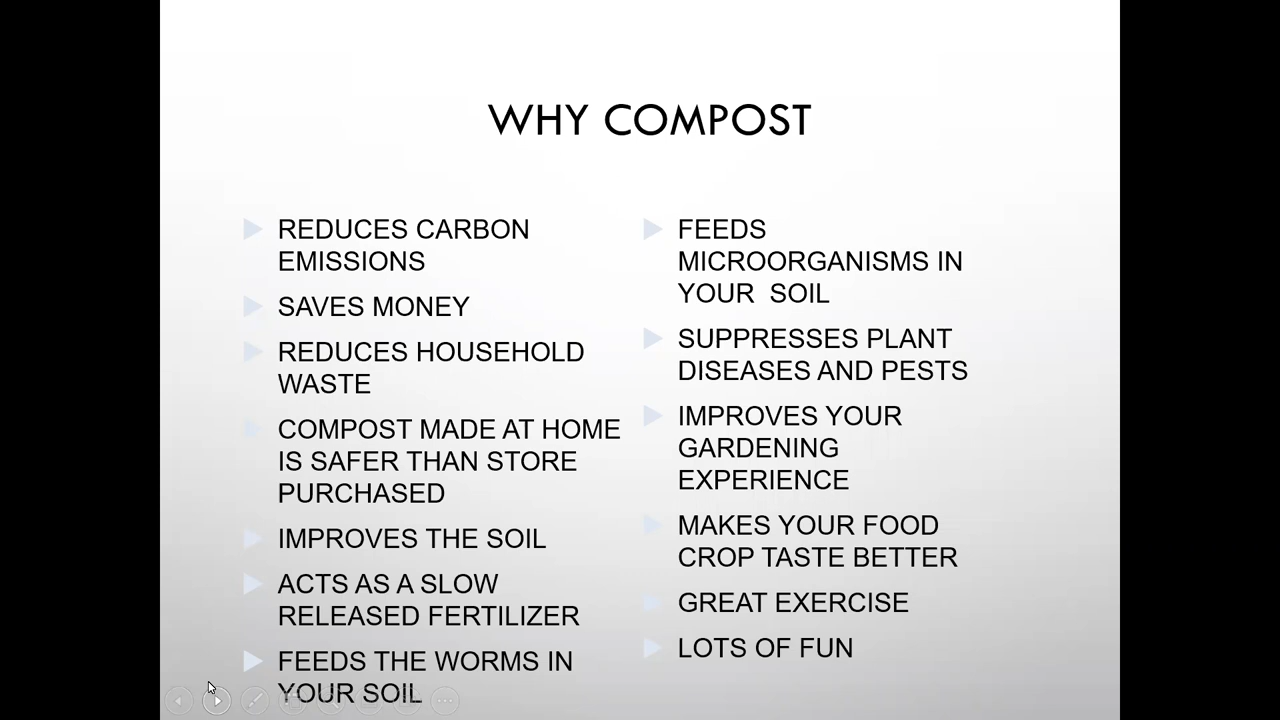 WHY COMPOST
REDUCES CARBON
EMISSIONS
SAVES MONEY
REDUCES HOUSEHOLD
WASTE
COMPOST MADE AT HOME
IS SAFER THAN STORE
PURCHASED
IMPROVES THE SOIL
ACTS AS A SLOW
RELEASED FERTILIZER
FEEDS THE WORMS IN
YOUR SOIL
FEEDS
MICROORGANISMS IN
YOUR  SOIL
SUPPRESSES PLANT
DISEASES AND PESTS
IMPROVES YOUR
GARDENING
EXPERIENCE
MAKES YOUR FOOD
CROP TASTE BETTER
GREAT EXERCISE
LOTS OF FUN